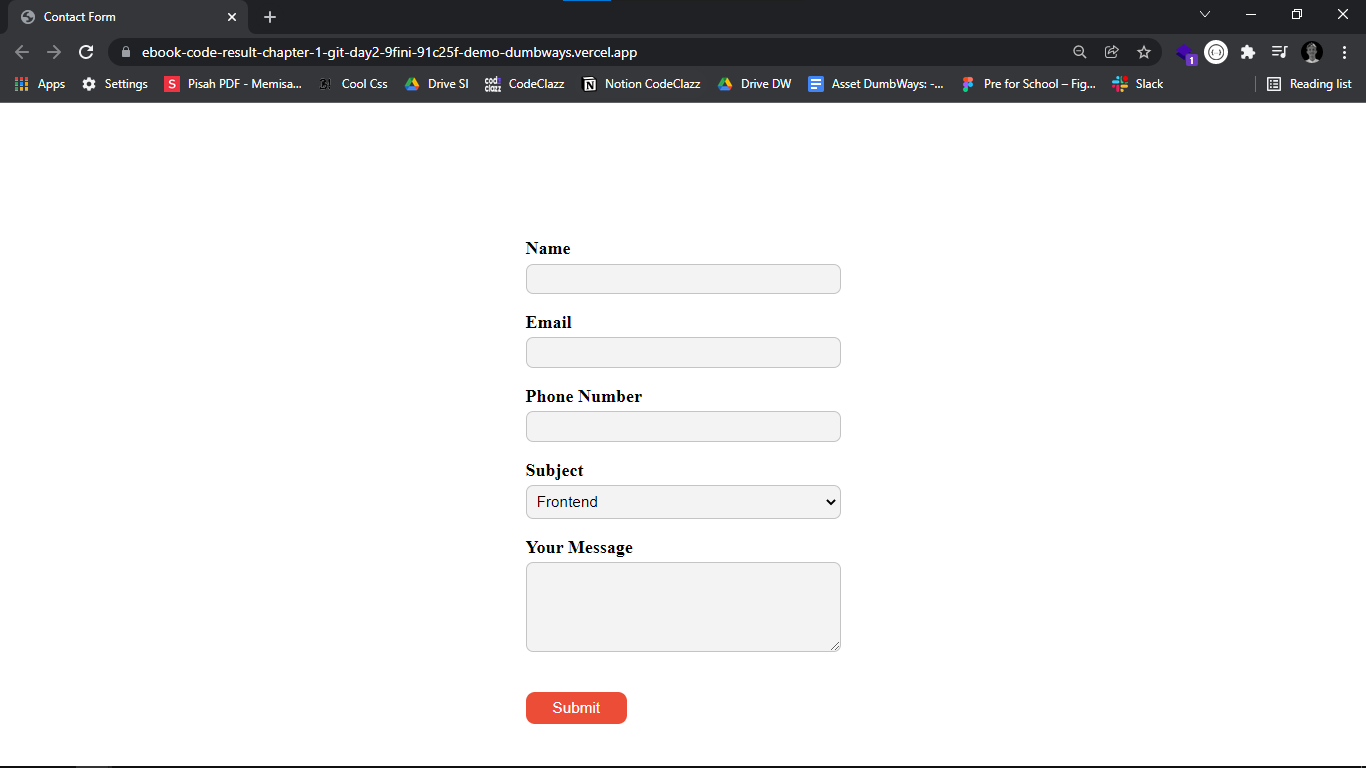 Contact Form
ebook-code-result-chapter-1-git-day2-9fini-91c25f-demo-dumbways.vercel.app
1
Apps Settings S Pisah PDF - Memisa... Cool Css Drive SI code clazz CodeClazz Notion CodeClazz Drive DW Asset DumbWays: -... Pre for School – Fig... Slack Reading list
Name
Email
Phone Number
Subject
Frontend
Your Message
Submit